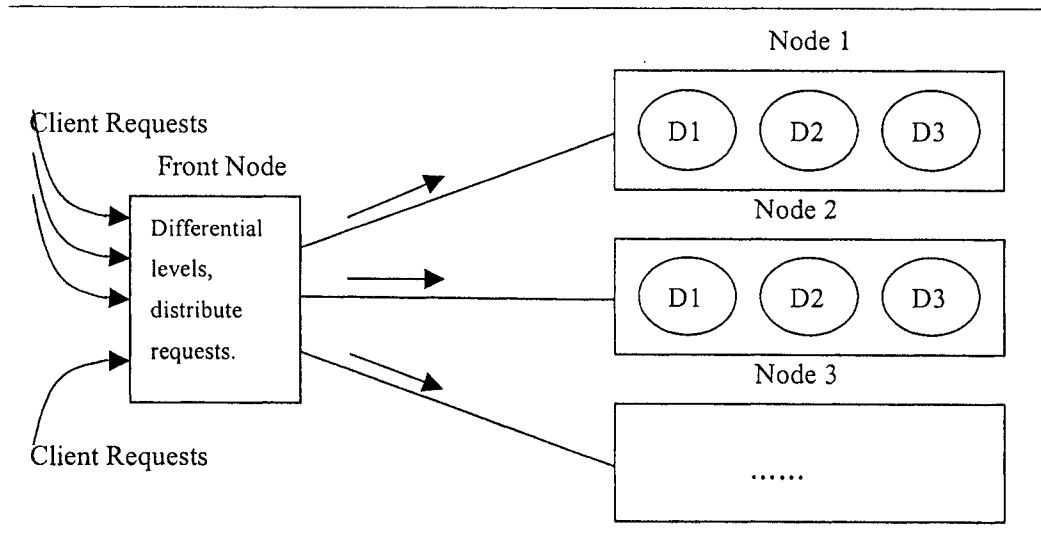 Node 1
Client Requests
D1 D2 D3
Front Node
Node 2
Differential
levels,
distribute
requests.
D1 D2 D3
Node 3
Client Requests
......